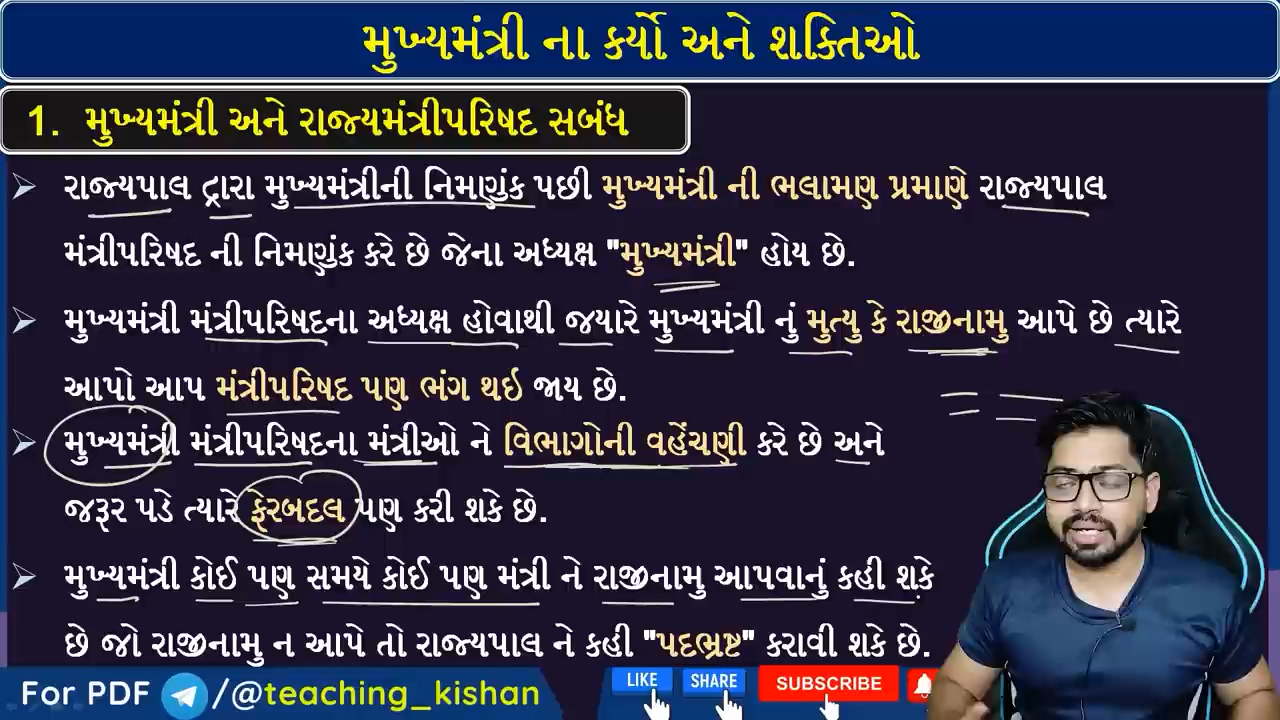 મુખ્યમંત્રી ના કર્યો અને શક્તિઓ
1. મુખ્યમંત્રી અને રાજ્યમંત્રીપરિષદ સબંધ
➢ રાજ્યપાલ દ્રારા મુખ્યમંત્રીની નિમણુંક પછી મુખ્યમંત્રી ની ભલામણ પ્રમાણે રાજ્યપાલ
મંત્રીપરિષદ ની નિમણુંક કરે છે જેના અધ્યક્ષ "મુખ્યમંત્રી" હોય છે.
➢ મુખ્યમંત્રી મંત્રીપરિષદના અધ્યક્ષ હોવાથી જયારે મુખ્યમંત્રી નું મુત્યુ કે રાજીનામુ આપે છે ત્યારે
આપો આપ મંત્રીપરિષદ પણ ભંગ થઇ જાય છે.
➢ મુખ્યમંત્રી મંત્રીપરિષદના મંત્રીઓ ને વિભાગોની વહેંચણી કરે છે અને
જરૂર પડે ત્યારે ફેરબદલ પણ કરી શકે છે.
➢ મુખ્યમંત્રી કોઈ પણ સમયે કોઈ પણ મંત્રી ને રાજીનામુ આપવાનું કહી શકે
છે જો રાજીનામુ ન આપે તો રાજ્યપાલ ને કહી "પદભ્રષ્ટ" કરાવી શકે છે.
For PDF /@teaching_kishan LIKE SHARE SUBSCRIBE